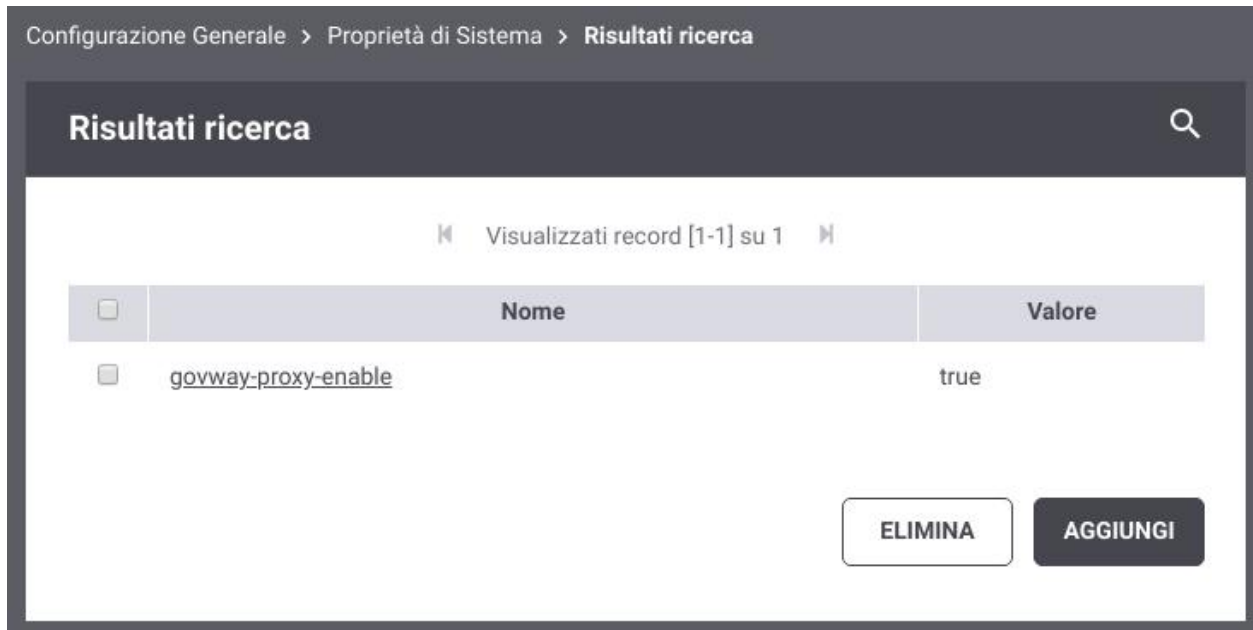 Configurazione Generale > Proprietà di Sistema > Risultati ricerca
Risultati ricerca
Visualizzati record [1-1] su 1
Nome Valore
govway-proxy-enable true
ELIMINA AGGIUNGI